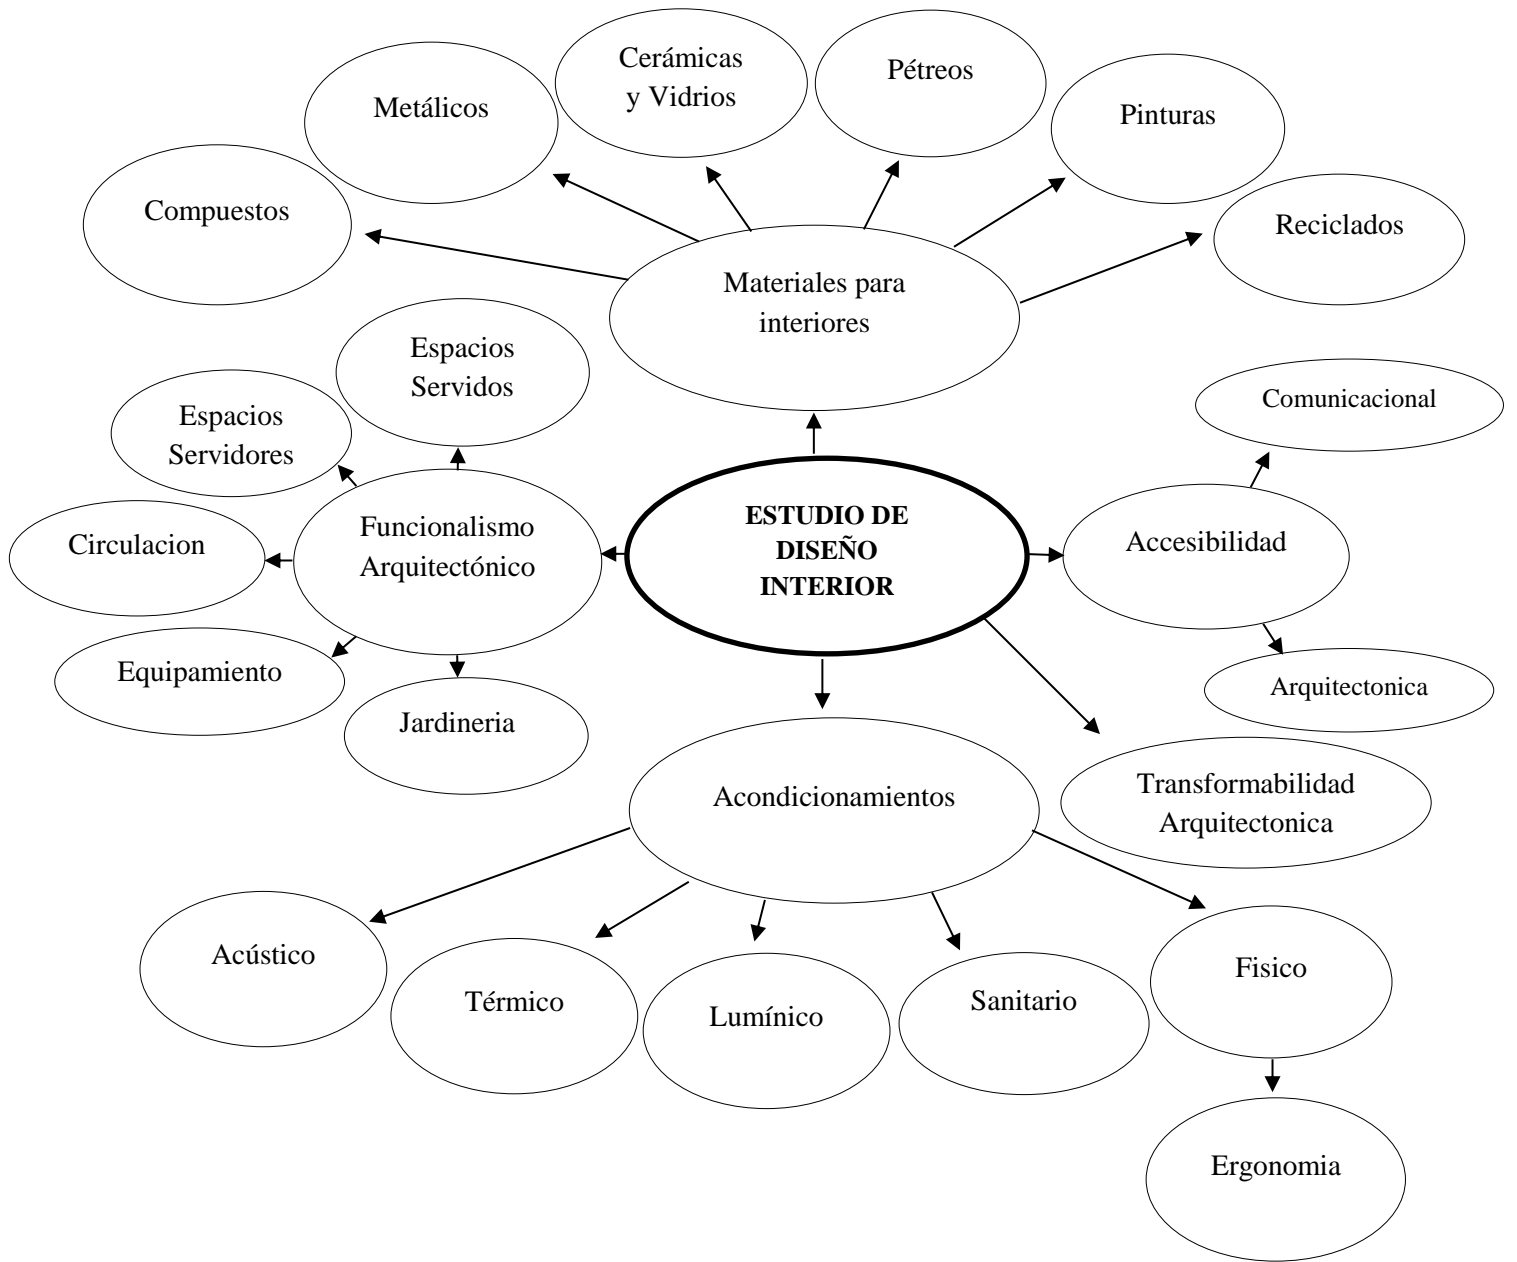 Cerámicas
y Vidrios
Pétreos
Metálicos
Pinturas
Compuestos
Reciclados
Materiales para
interiores
Espacios
Servidos
Espacios
Servidores
Comunicacional
Funcionalismo
Arquitectónico
Circulacion
ESTUDIO DE
DISEÑO
INTERIOR
Accesibilidad
Equipamiento
Jardineria
Arquitectonica
Acondicionamientos
Transformabilidad
Arquitectonica
Acústico
Térmico
Lumínico
Sanitario
Fisico
Ergonomia